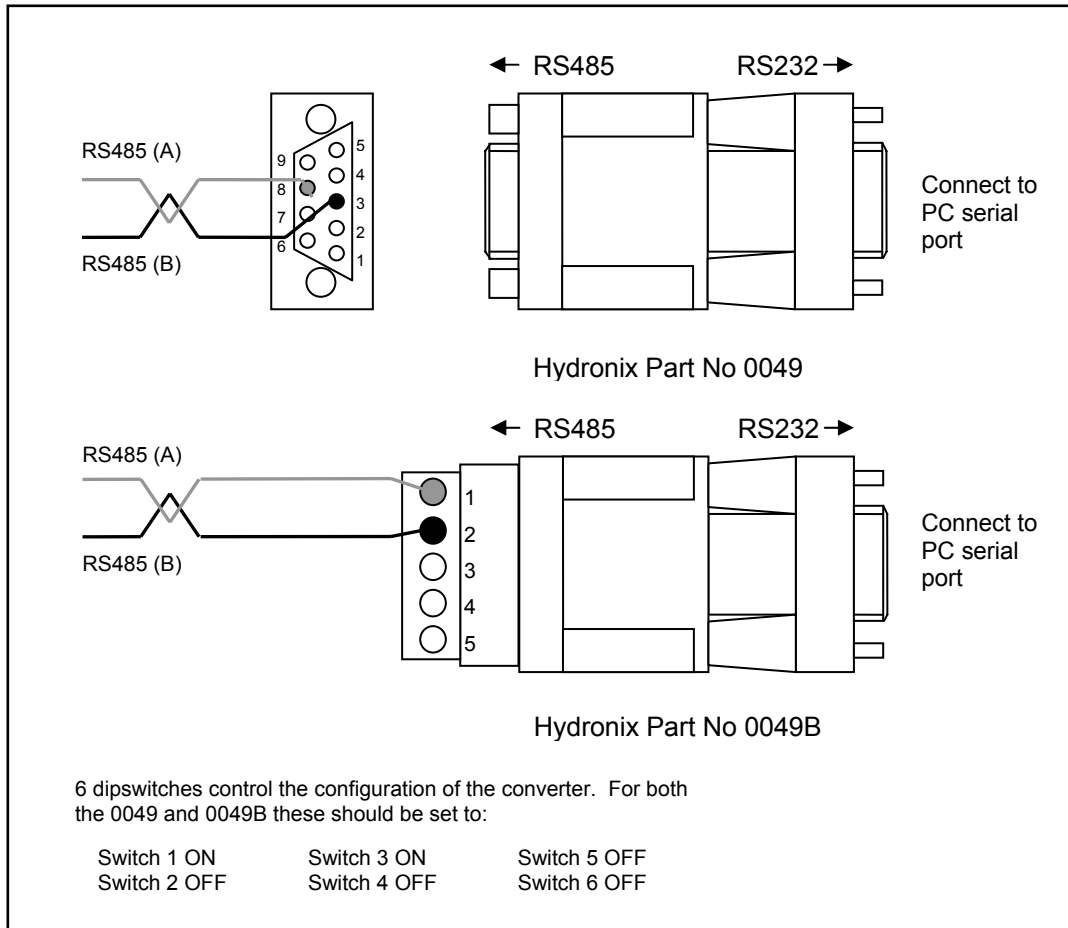 RS485 RS232
RS485 (A)
9
8
7
6
5
4
3
2
1
RS485 (B)
Connect to
PC serial
port
Hydronix Part No 0049
RS485 RS232
RS485 (A)
RS485 (B)
1
2
3
4
5
Connect to
PC serial
port
Hydronix Part No 0049B
6 dipswitches control the configuration of the converter. For both
the 0049 and 0049B these should be set to:
Switch 1 ON Switch 3 ON Switch 5 OFF
Switch 2 OFF Switch 4 OFF Switch 6 OFF